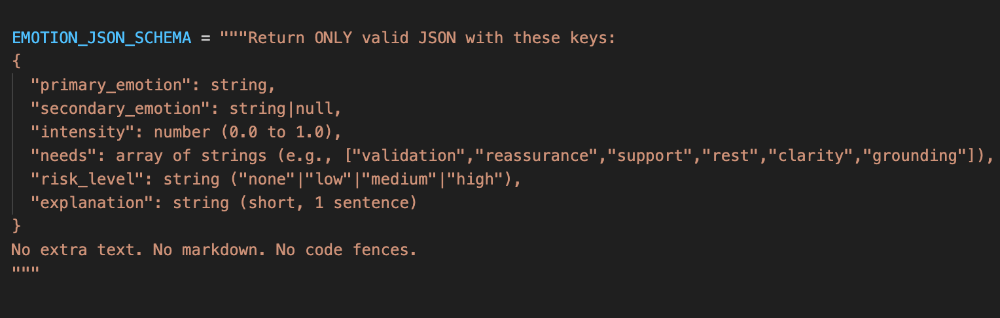 EMOTION_JSON_SCHEMA = """Return ONLY valid JSON with these keys:
{
  "primary_emotion": string,
  "secondary_emotion": string|null,
  "intensity": number (0.0 to 1.0),
  "needs": array of strings (e.g., ["validation","reassurance","support","rest","clarity","grounding"]),
  "risk_level": string ("none"|"low"|"medium"|"high"),
  "explanation": string (short, 1 sentence)
}
No extra text. No markdown. No code fences.
"""